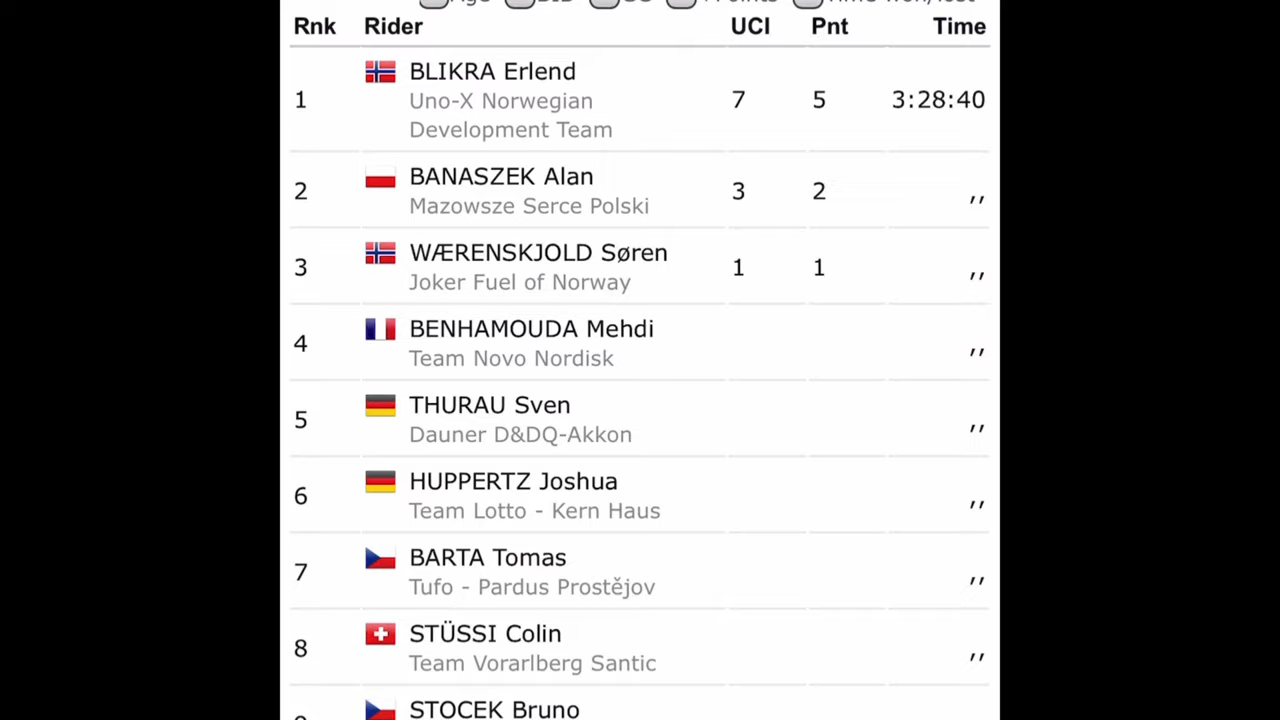 Rnk Rider UCI Pnt Time
BLIKRA Erlend
1 Uno-X Norwegian 7 5 3:28:40
Development Team
BANASZEK Alan
2 Mazowsze Serce Polski 3 2 ,,
WÆRENSKJOLD Søren
3 Joker Fuel of Norway 1 1 ,,
BENHAMOUDA Mehdi
4 Team Novo Nordisk ,,
THURAU Sven
5 Dauner D&DQ-Akkon ,,
HUPPERTZ Joshua
6 Team Lotto - Kern Haus ,,
BARTA Tomas
7 Tufo - Pardus Prostějov ,,
STÜSSI Colin
8 Team Vorarlberg Santic ,,
STOCEK Bruno